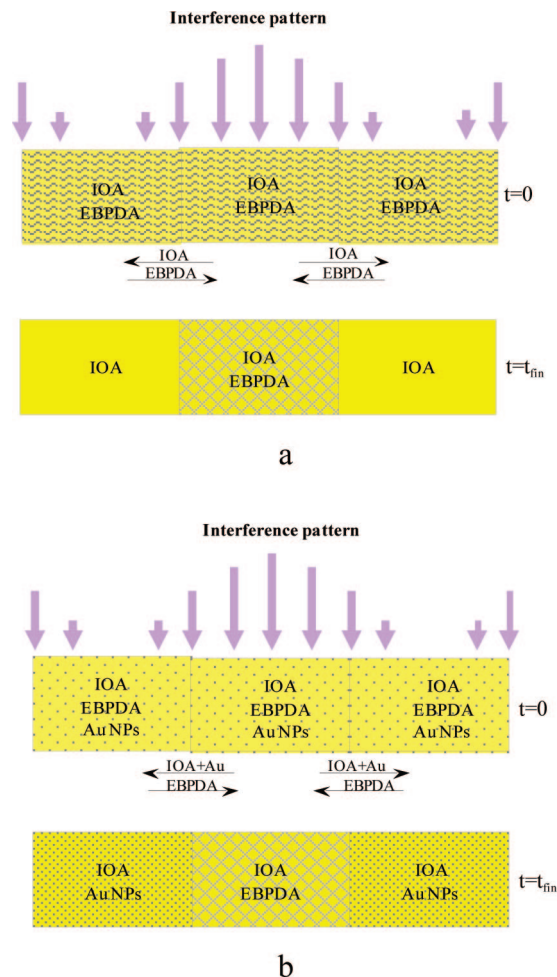 Interference pattern
IOA IOA IOA t=0
EBPDA EBPDA EBPDA
IOA IOA
EBPDA EBPDA
IOA IOA IOA t=tfin
EBPDA
a
Interference pattern
IOA IOA IOA
EBPDA EBPDA EBPDA t=0
Au NPs Au NPs Au NPs
IOA+Au IOA+Au
EBPDA EBPDA
IOA IOA IOA t=tfin
Au NPs EBPDA Au NPs
b